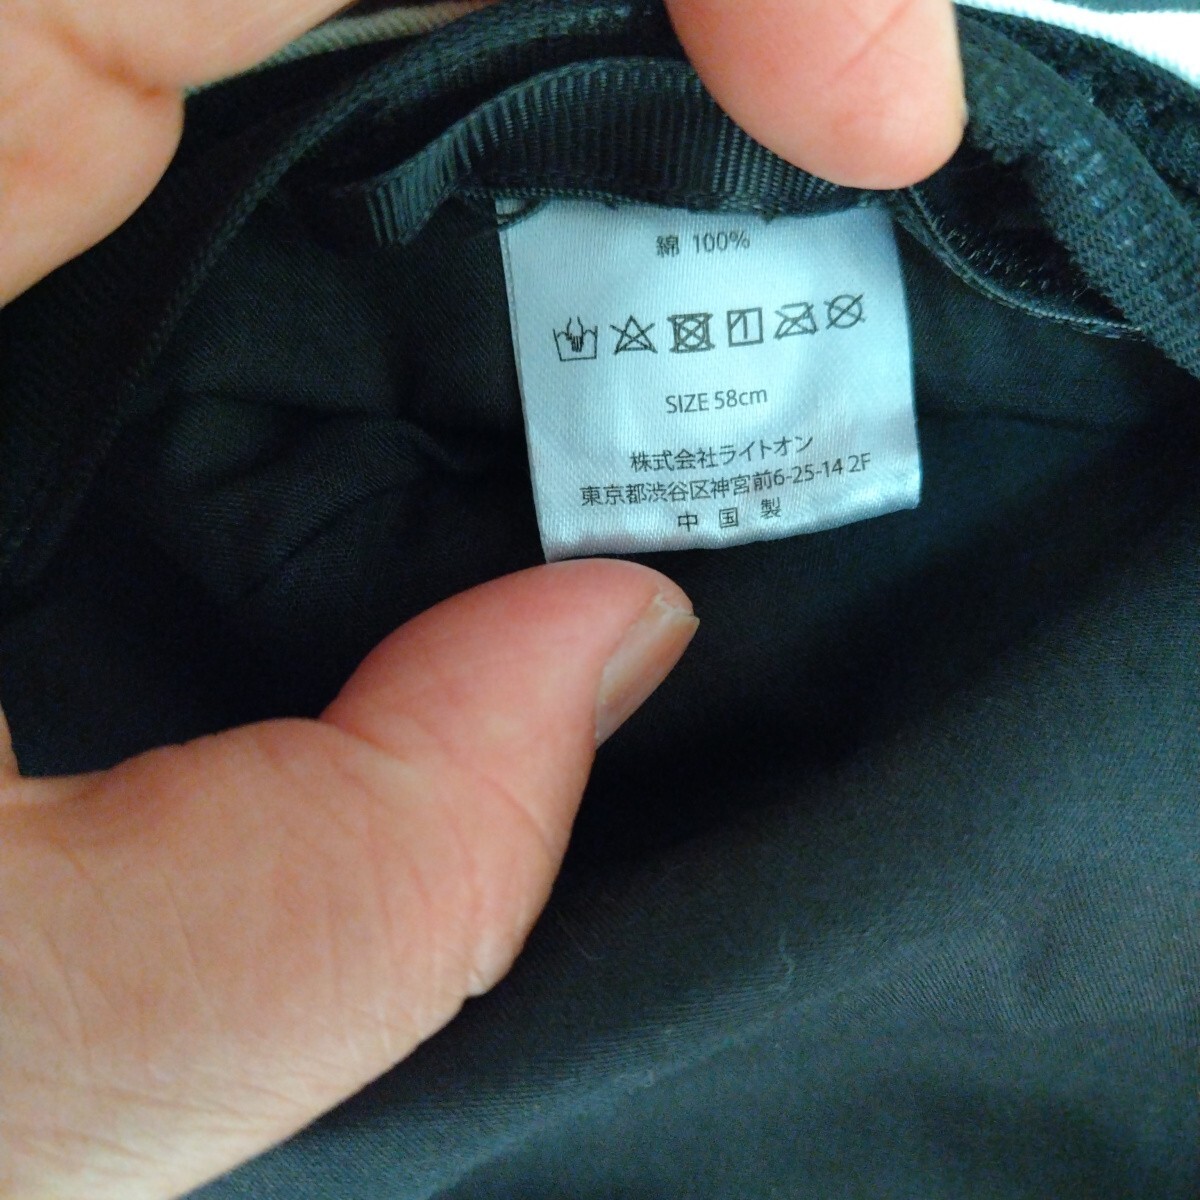 綿 100%
SIZE 58cm
株式会社ライトオン
東京都渋谷区神宮前6-25-14 2F
中 国 製